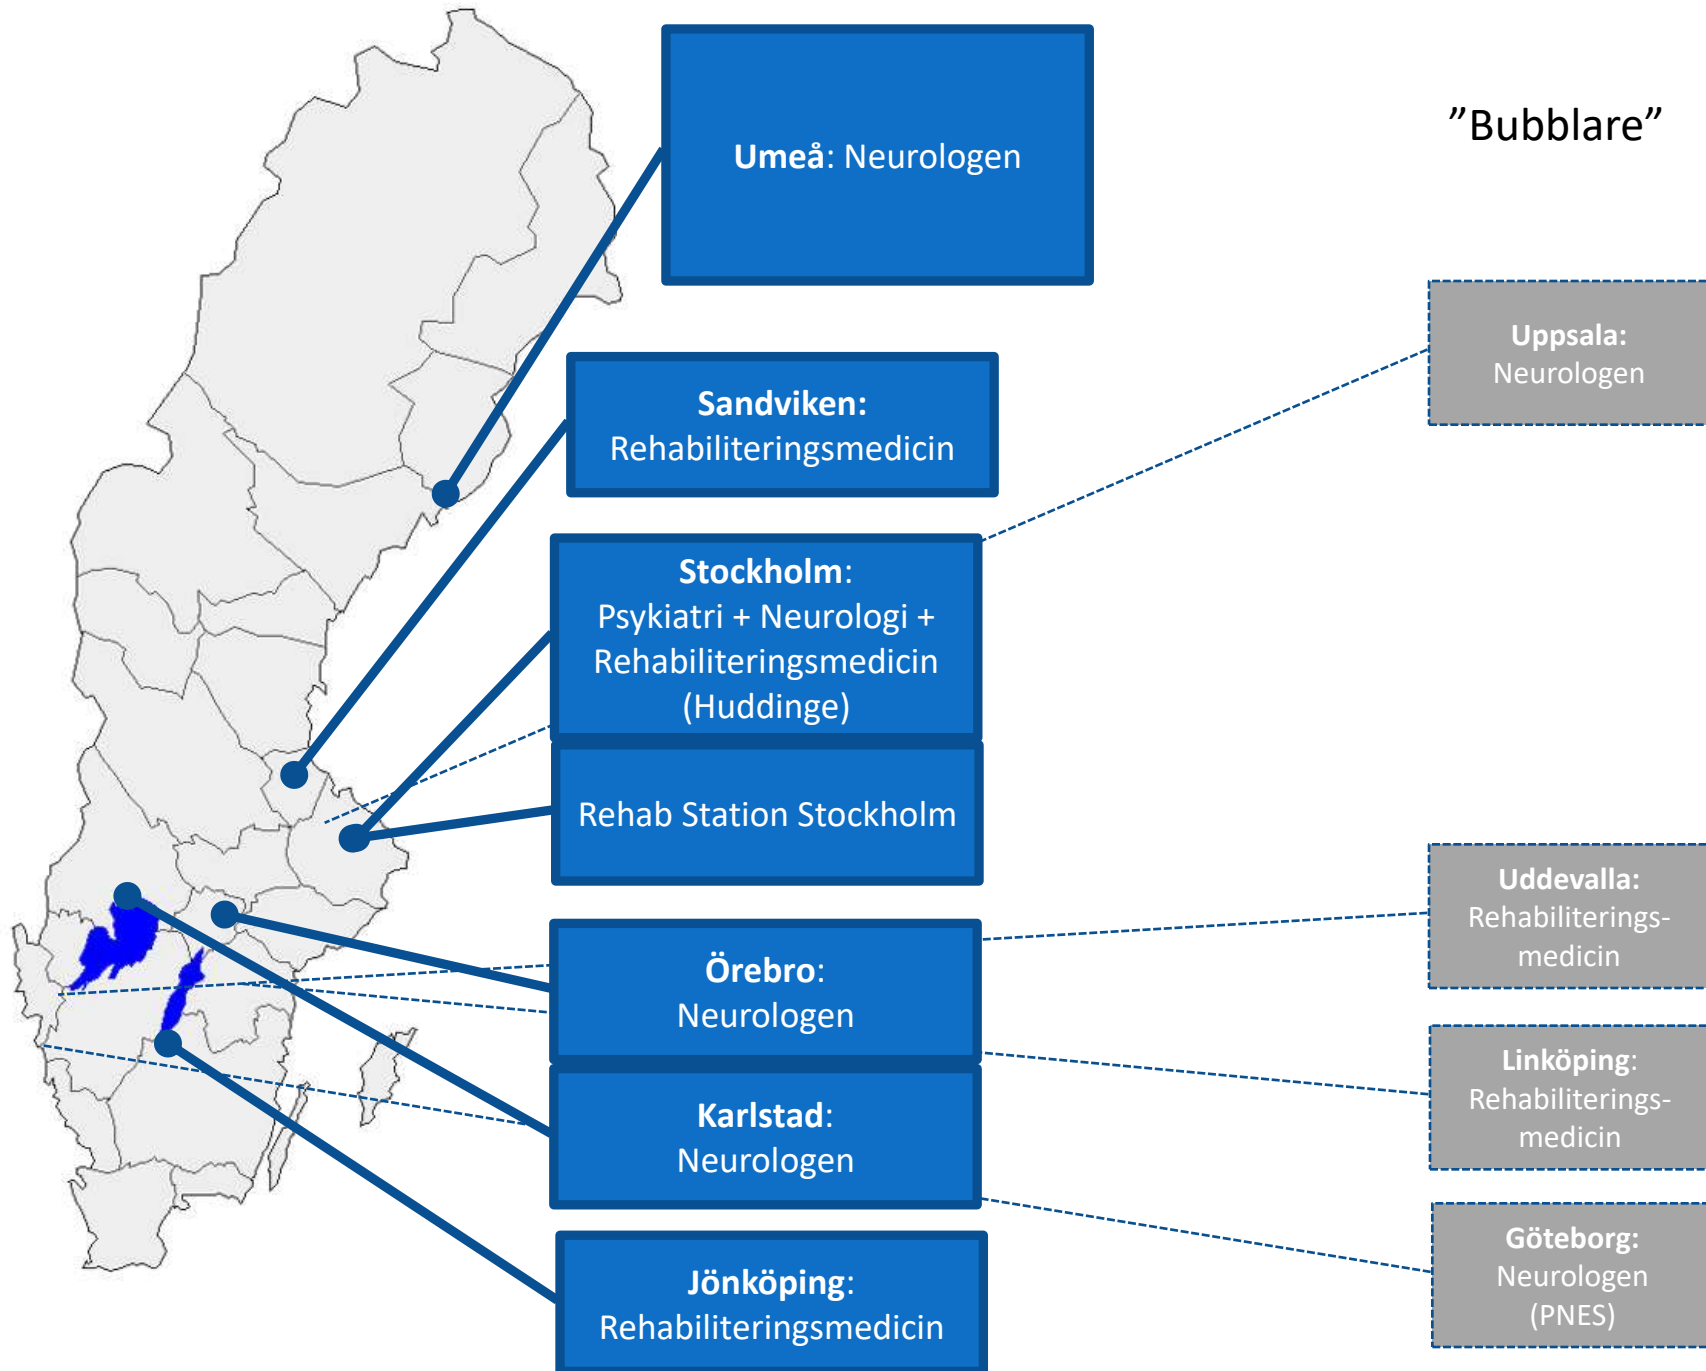 Umeå: Neurologen
”Bubblare”
Uppsala:
Neurologen
Sandviken:
Rehabiliteringsmedicin
Stockholm:
Psykiatri + Neurologi +
Rehabiliteringsmedicin
(Huddinge)
Rehab Station Stockholm
Uddevalla:
Rehabiliterings-
medicin
Örebro:
Neurologen
Linköping:
Rehabiliterings-
medicin
Karlstad:
Neurologen
Göteborg:
Neurologen
(PNES)
Jönköping:
Rehabiliteringsmedicin